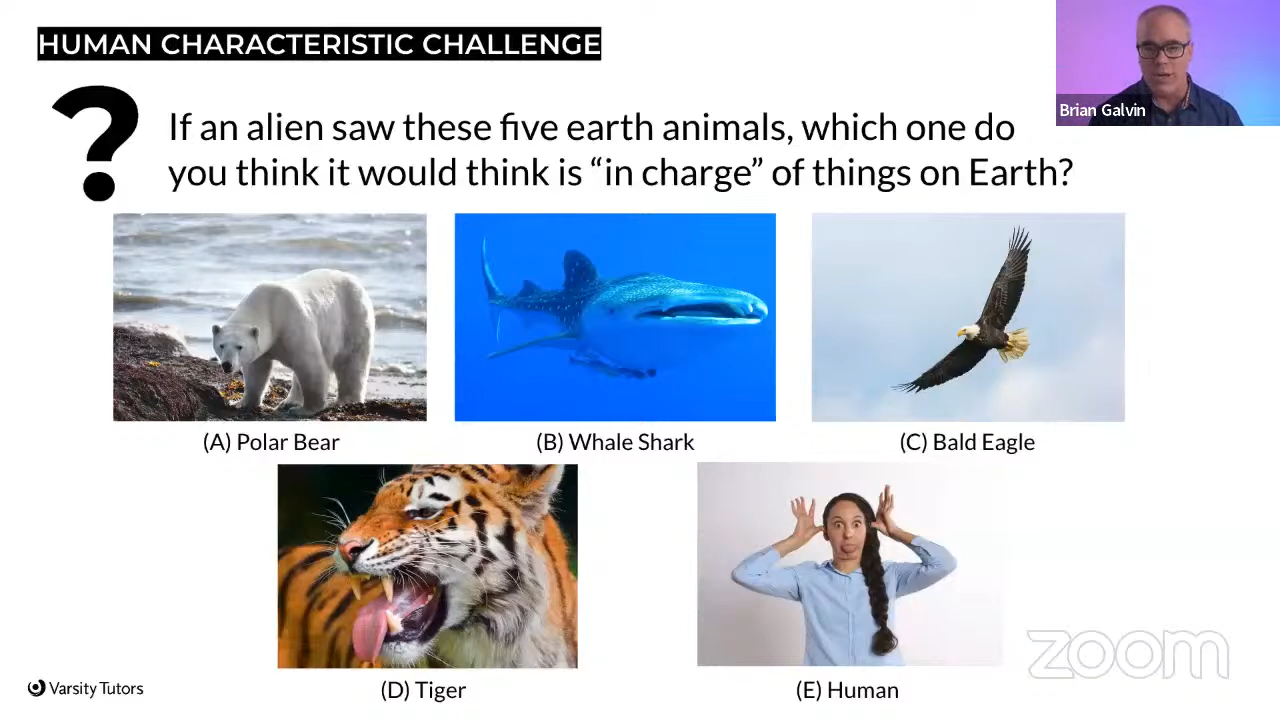 HUMAN CHARACTERISTIC CHALLENGE
Brian Galvin
?
If an alien saw these five earth animals, which one do
you think it would think is “in charge” of things on Earth?
(A) Polar Bear
(B) Whale Shark
(C) Bald Eagle
(D) Tiger
(E) Human
zoom
Varsity Tutors